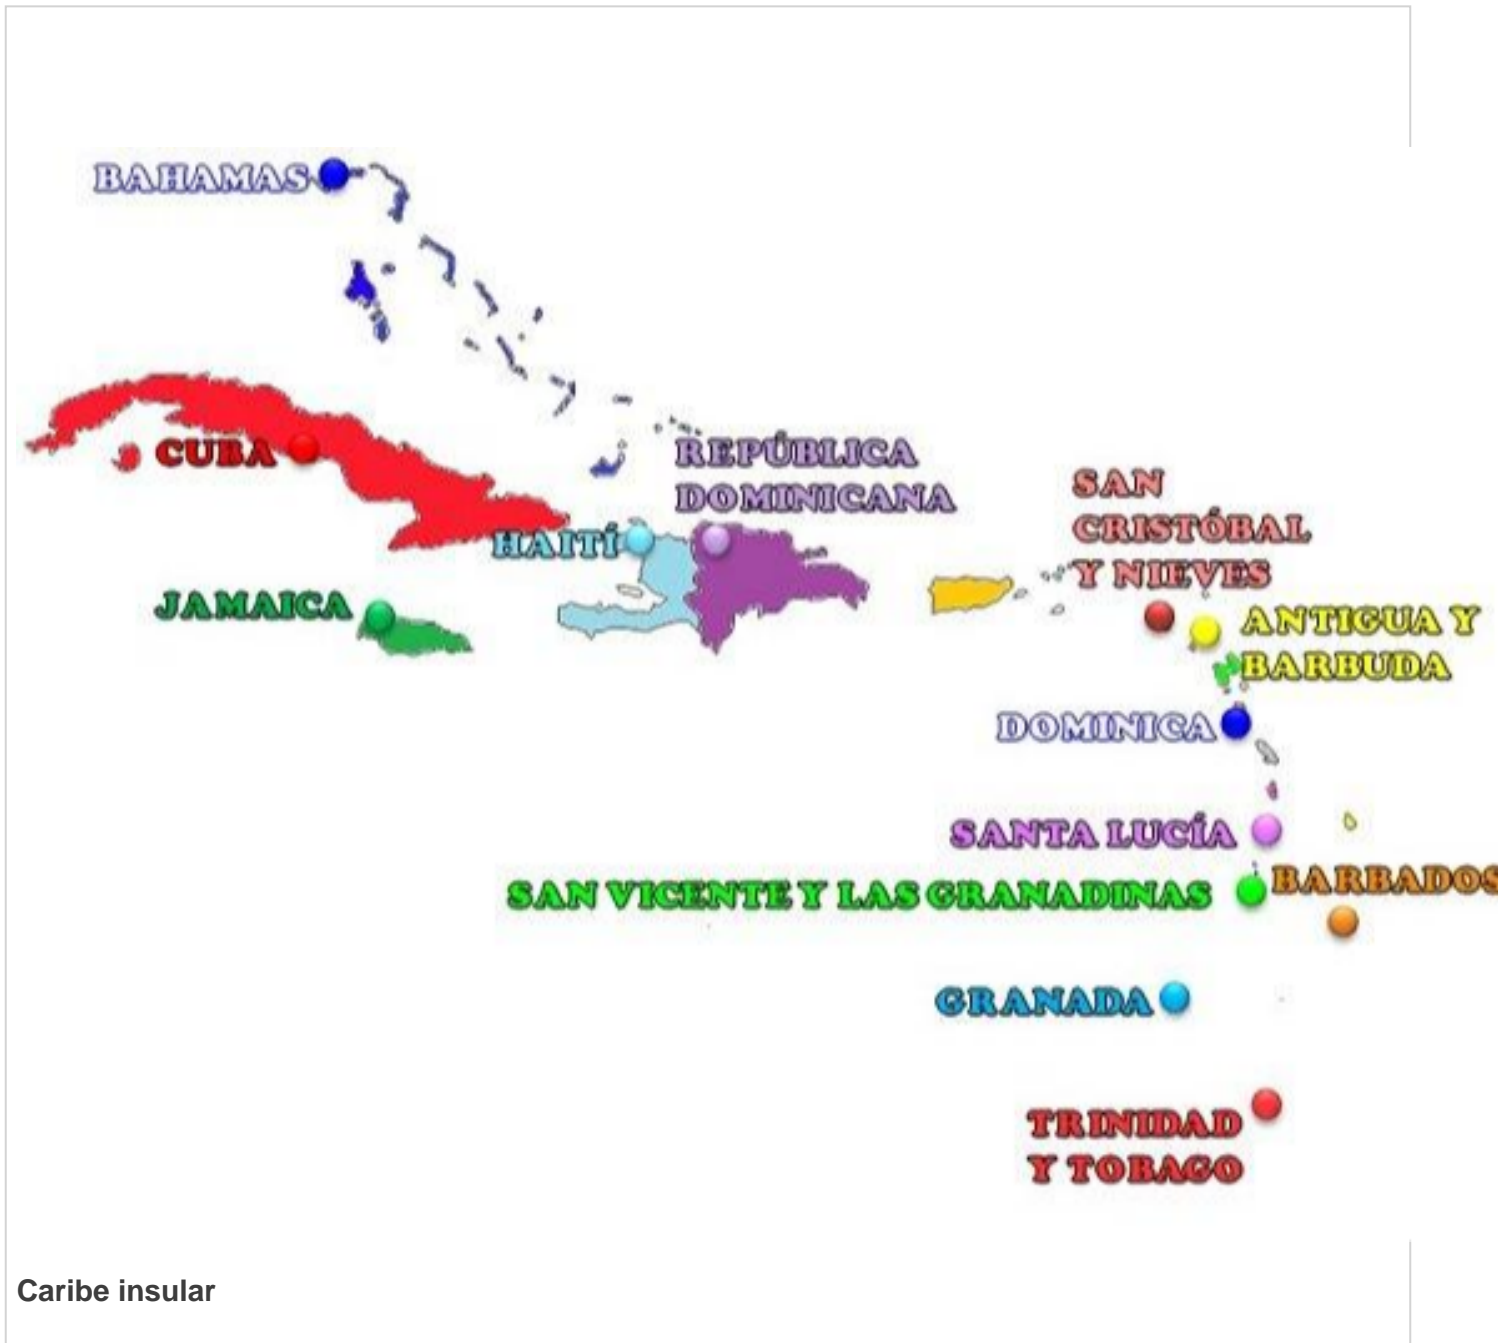 BAHAMAS
CUBA
REPÚBLICA
DOMINICANA
HAITÍ
JAMAICA
SAN
CRISTÓBAL
Y NIEVES
ANTIGUA Y
BARBUDA
DOMINICA
SANTA LUCÍA
SAN VICENTE Y LAS GRANADINAS
BARBADOS
GRANADA
TRINIDAD
Y TOBAGO
Caribe insular